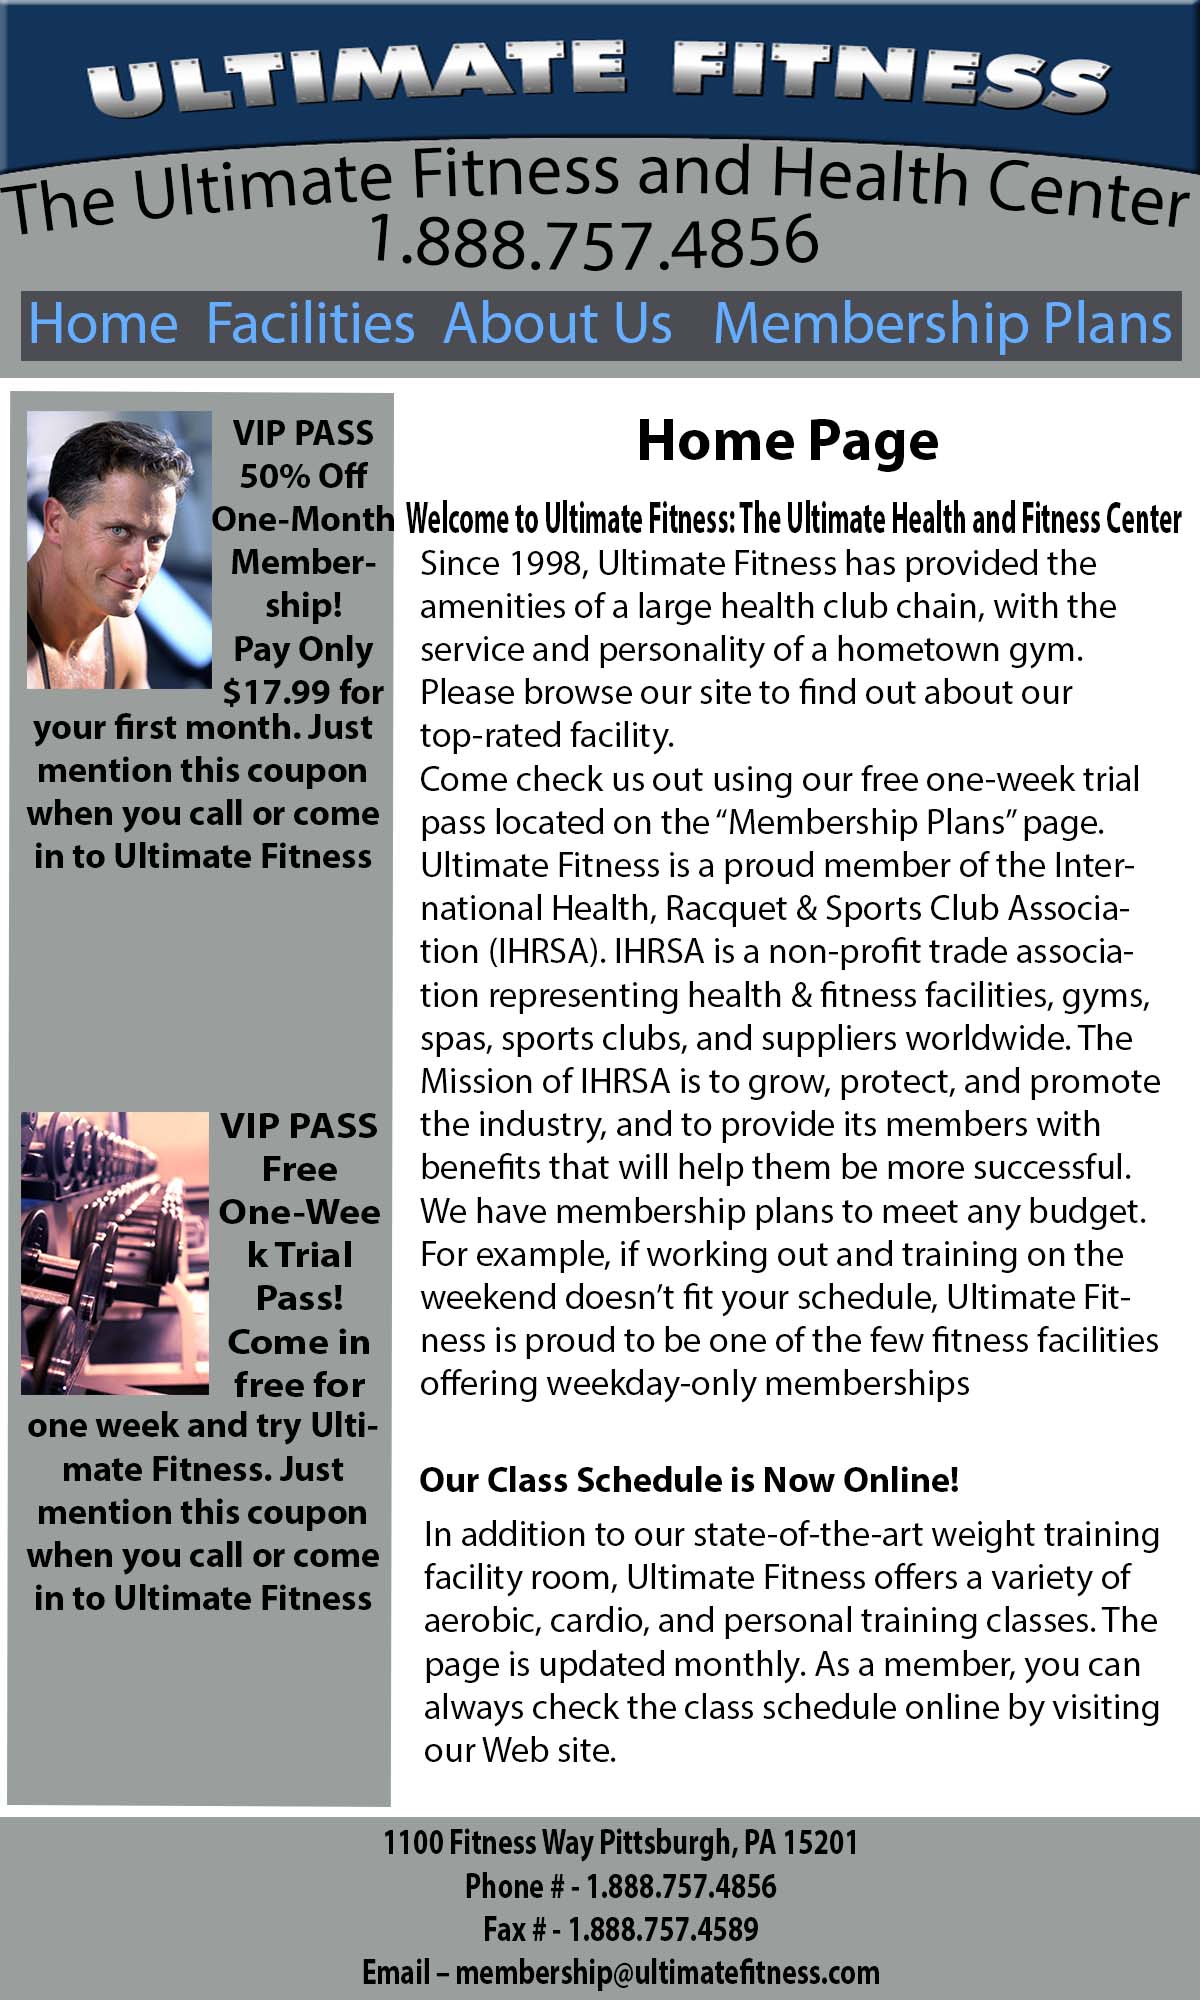 ULTIMATE FITNESS
The Ultimate Fitness and Health Center
1.888.757.4856
Home Facilities About Us Membership Plans
VIP PASS
50% Off
One-Month
Member-
ship!
Pay Only
$17.99 for
your first month. Just
mention this coupon
when you call or come
in to Ultimate Fitness
VIP PASS
Free
One-Wee
k Trial
Pass!
Come in
free for
one week and try Ulti-
mate Fitness. Just
mention this coupon
when you call or come
in to Ultimate Fitness
Home Page
Welcome to Ultimate Fitness: The Ultimate Health and Fitness Center
Since 1998, Ultimate Fitness has provided the
amenities of a large health club chain, with the
service and personality of a hometown gym.
Please browse our site to find out about our
top-rated facility.
Come check us out using our free one-week trial
pass located on the “Membership Plans” page.
Ultimate Fitness is a proud member of the Inter-
national Health, Racquet & Sports Club Associa-
tion (IHRSA). IHRSA is a non-profit trade associa-
tion representing health & fitness facilities, gyms,
spas, sports clubs, and suppliers worldwide. The
Mission of IHRSA is to grow, protect, and promote
the industry, and to provide its members with
benefits that will help them be more successful.
We have membership plans to meet any budget.
For example, if working out and training on the
weekend doesn’t fit your schedule, Ultimate Fit-
ness is proud to be one of the few fitness facilities
offering weekday-only memberships
Our Class Schedule is Now Online!
In addition to our state-of-the-art weight training
facility room, Ultimate Fitness offers a variety of
aerobic, cardio, and personal training classes. The
page is updated monthly. As a member, you can
always check the class schedule online by visiting
our Web site.
1100 Fitness Way Pittsburgh, PA 15201
Phone # - 1.888.757.4856
Fax # - 1.888.757.4589
Email – membership@ultimatefitness.com